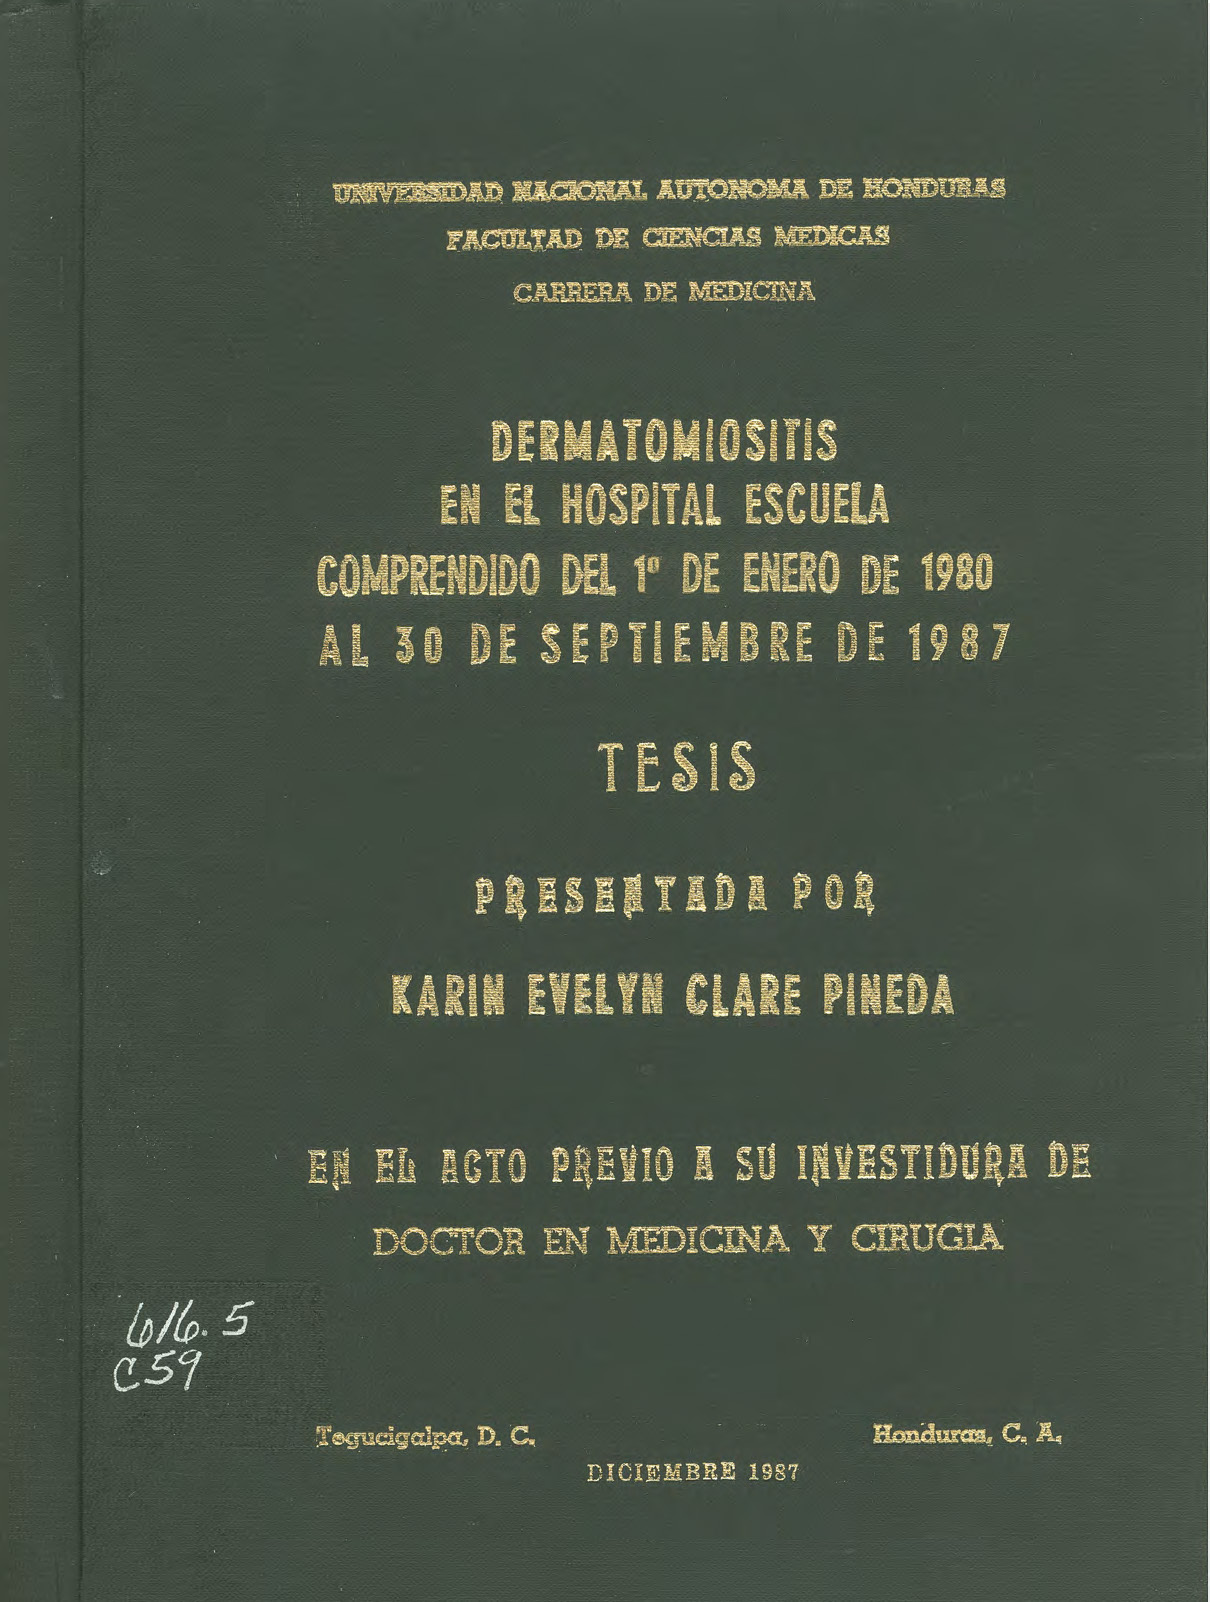 UNIVERSIDAD NACIONAL AUTONOMA DE HONDURAS
FACULTAD DE CIENCIAS MEDICAS
CARRERA DE MEDICINA
DERMATOMIOSITIS
EN EL HOSPITAL ESCUELA
COMPRENDIDO DEL 1º DE ENERO DE 1980
AL 30 DE SEPTIEMBRE DE 1987
TESIS
PRESENTADA POR
KARIN EVELYN CLARE PINEDA
EN EL ACTO PREVIO A SU INVESTIDURA DE
DOCTOR EN MEDICINA Y CIRUGIA
616.5
C59
Tegucigalpa, D. C. Honduras, C. A.
DICIEMBRE 1987